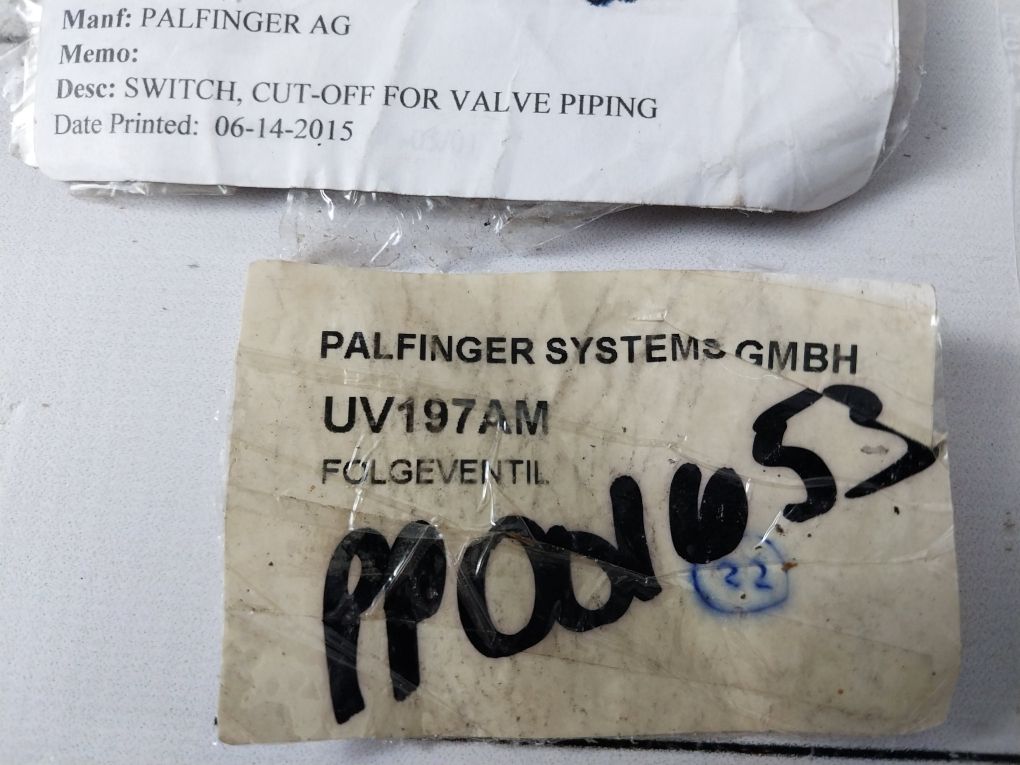 Manf: PALFINGER AG
Memo:
Desc: SWITCH, CUT-OFF FOR VALVE PIPING
Date Printed: 06-14-2015
PALFINGER SYSTEMS GMBH
UV197AM
FOLGEVENTIL
53
22